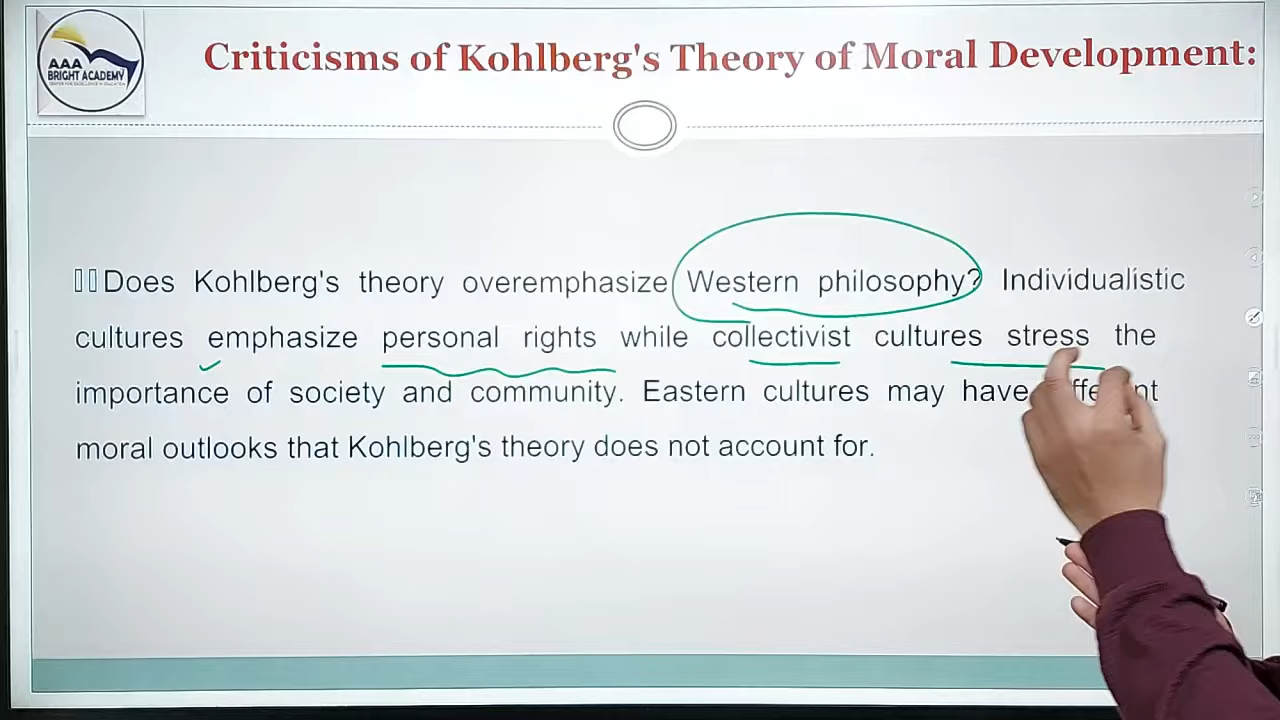 AAA
BRIGHT ACADEMY
Criticisms of Kohlberg's Theory of Moral Development:
Does Kohlberg's theory overemphasize Western philosophy? Individualistic
cultures emphasize personal rights while collectivist cultures stress the
importance of society and community. Eastern cultures may have
moral outlooks that Kohlberg's theory does not account for.